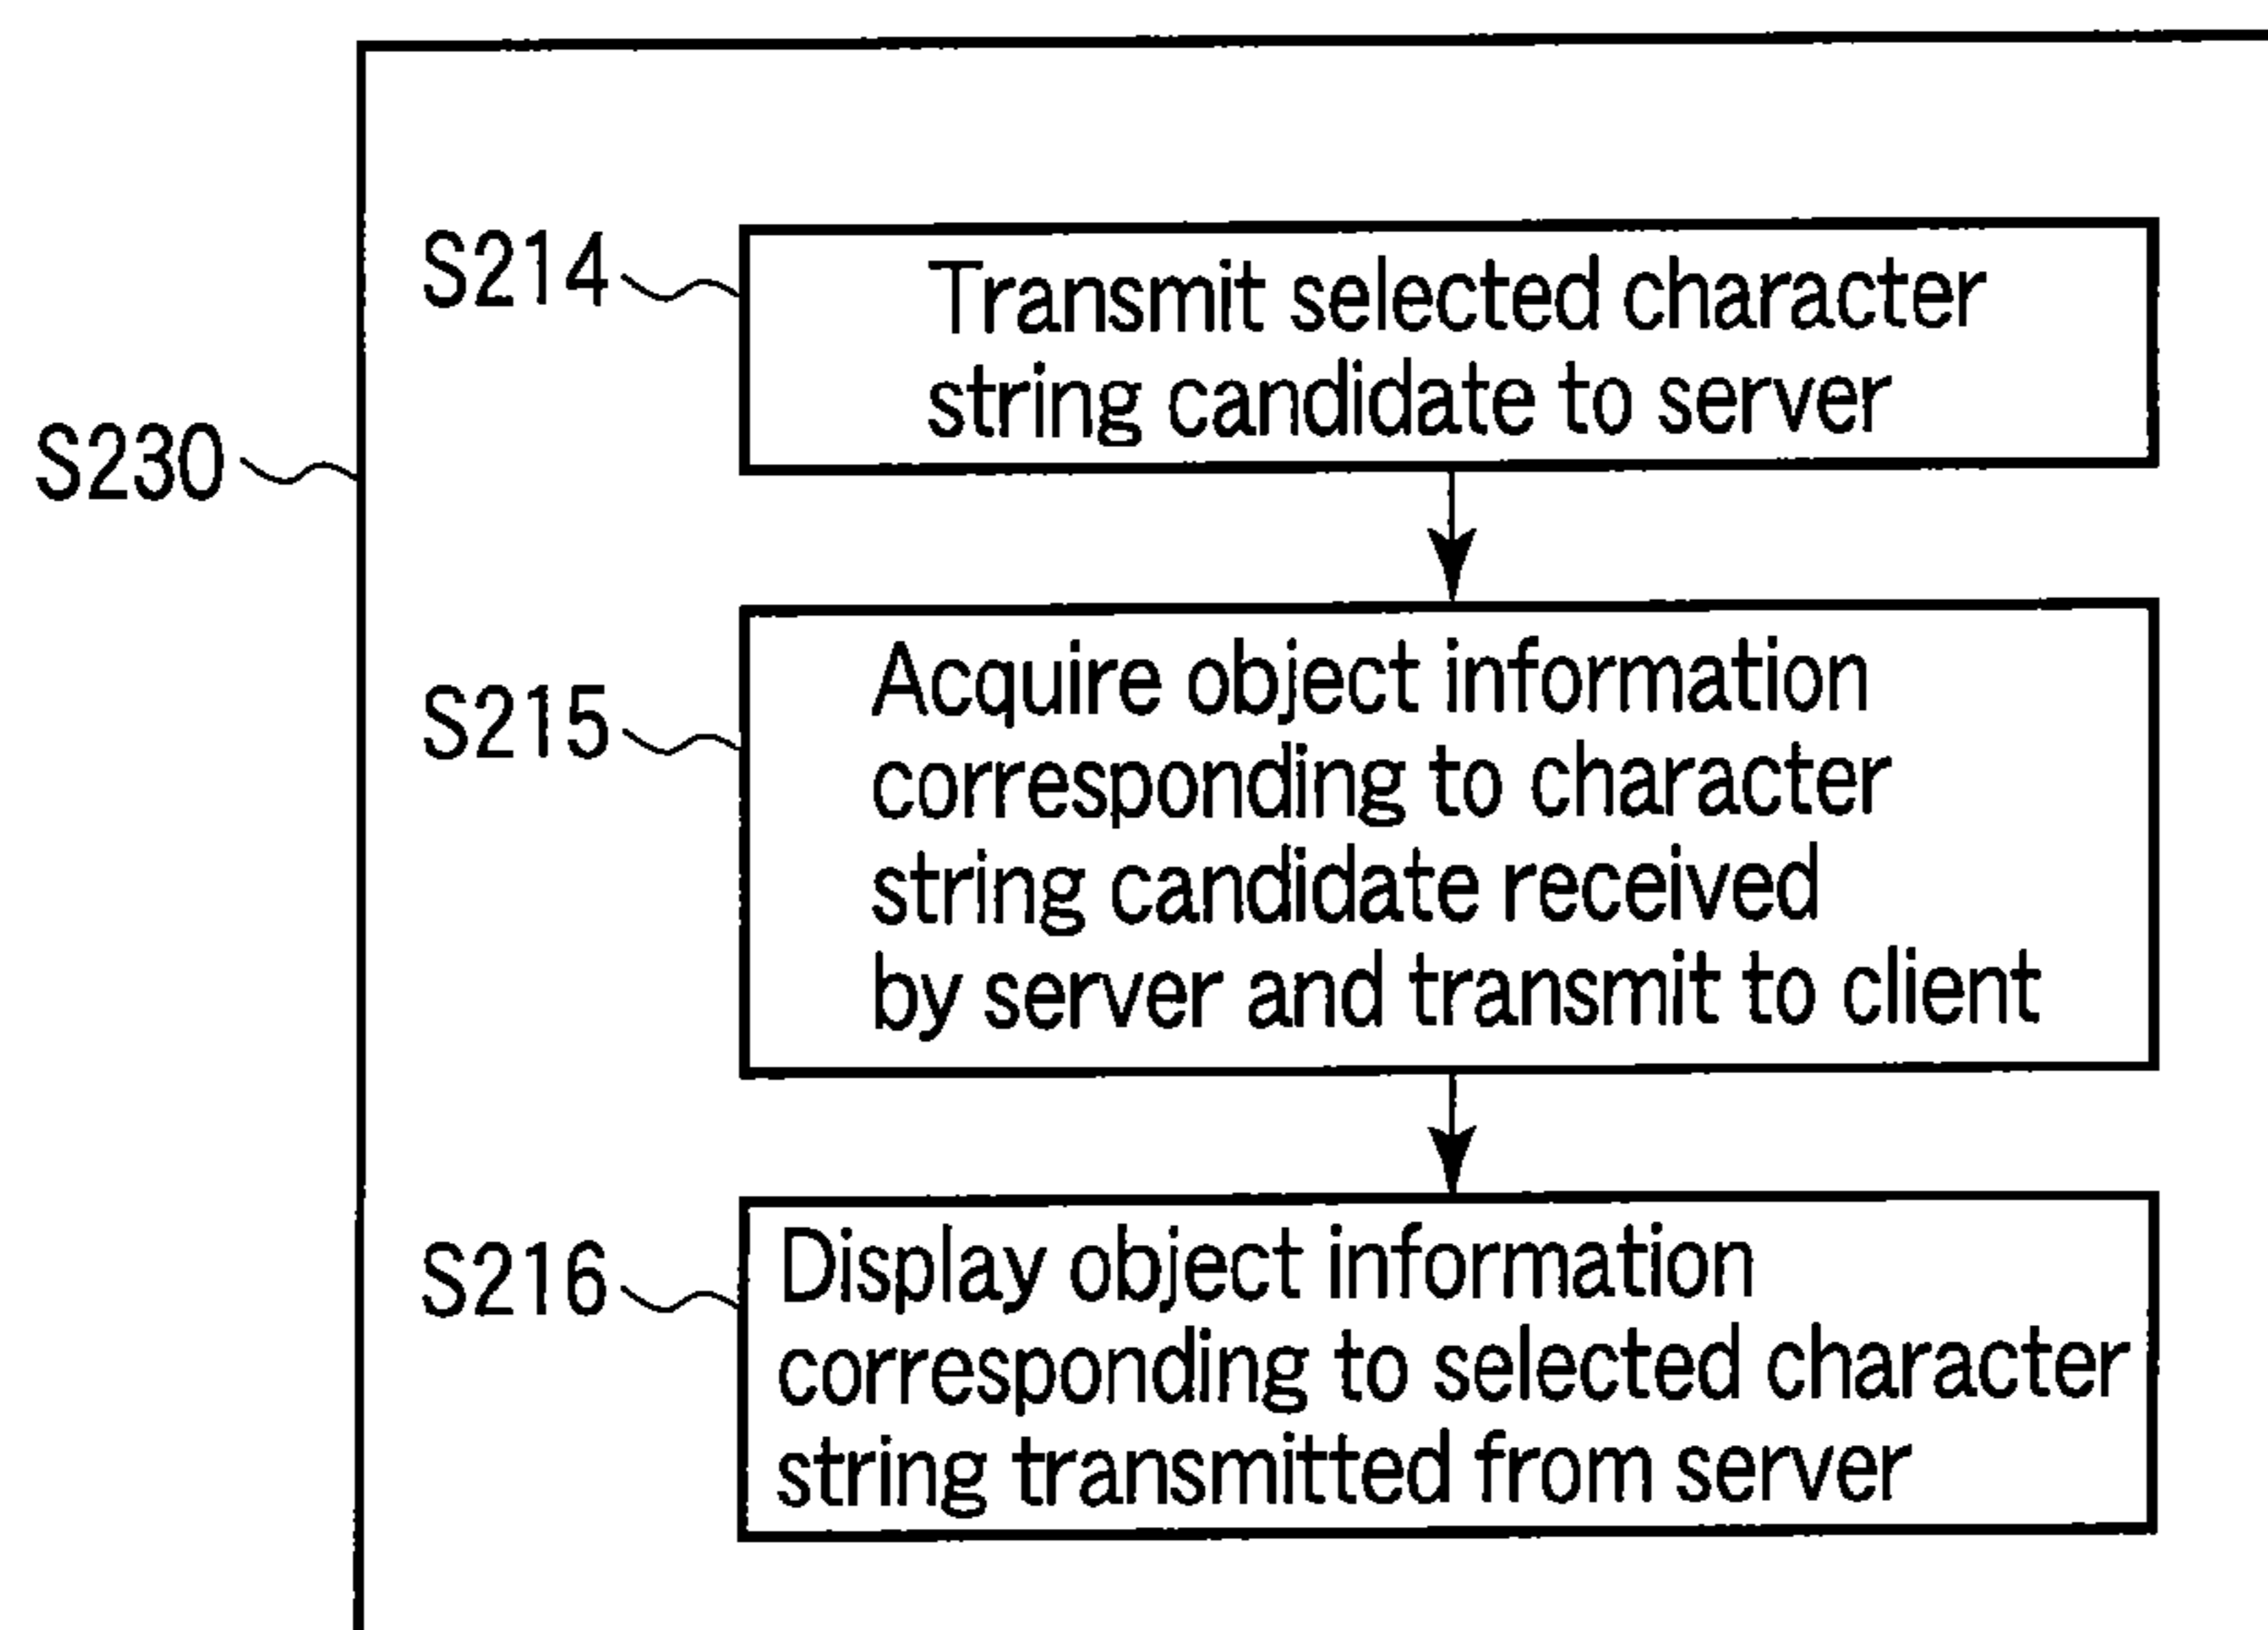 S214
Transmit selected character
string candidate to server
S230
S215
Acquire object information
corresponding to character
string candidate received
by server and transmit to client
S216
Display object information
corresponding to selected character
string transmitted from server